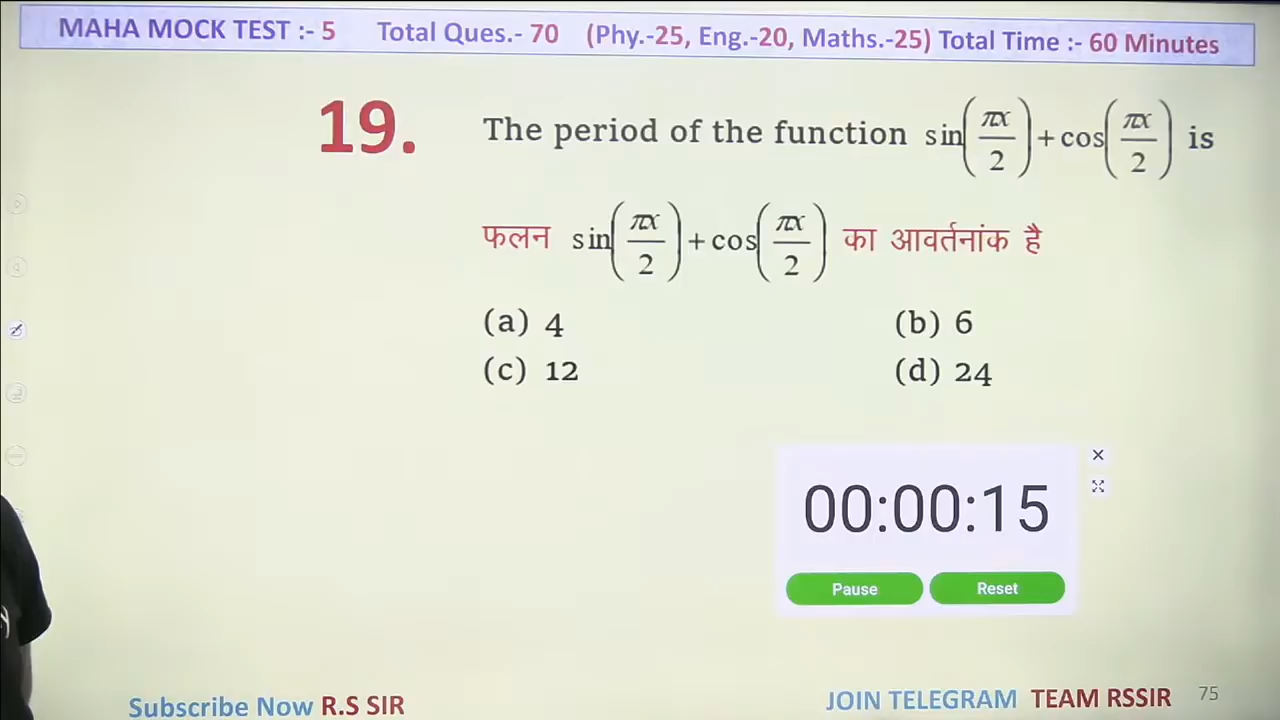 MAHA MOCK TEST :- 5 Total Ques.- 70 (Phy.-25, Eng.-20, Maths.-25) Total Time :- 60 Minutes
19. The period of the function sin(πx/2)+cos(πx/2) is
फलन sin(πx/2)+cos(πx/2) का आवर्तनांक है
(a) 4 (b) 6
(c) 12 (d) 24
00:00:15
Pause Reset
Subscribe Now R.S SIR JOIN TELEGRAM TEAM RSSIR 75